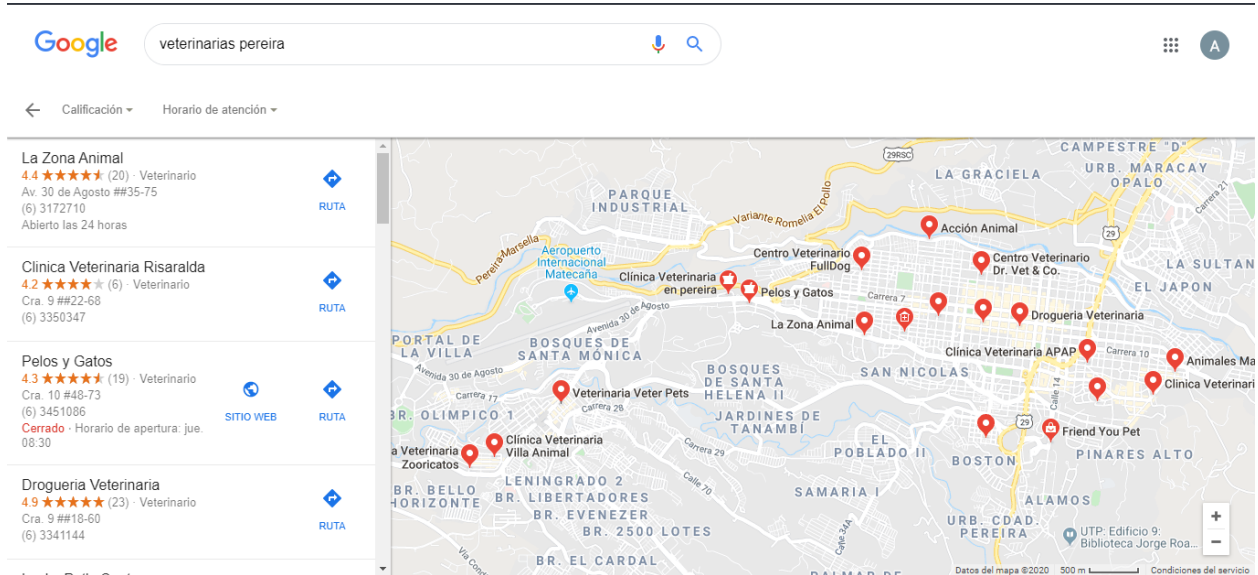 Google
veterinarias pereira
A
Calificación
Horario de atención
La Zona Animal
4.4 ★★★★★ (20) · Veterinario
Av. 30 de Agosto ##35-75
(6) 3172710
Abierto las 24 horas
RUTA
Clinica Veterinaria Risaralda
4.2 ★★★★★ (6) · Veterinario
Cra. 9 ##22-68
(6) 3350347
RUTA
Pelos y Gatos
4.3 ★★★★★ (19) · Veterinario
Cra. 10 #48-73
(6) 3451086
Cerrado · Horario de apertura: jue.
08:30
SITIO WEB
RUTA
Drogueria Veterinaria
4.9 ★★★★★ (23) · Veterinario
Cra. 9 ##18-60
(6) 3341144
RUTA
29RSC
CAMPESTRE "D"
LA GRACIELA
URB. MARACAY
OPALO
Carrera 21
PARQUE
INDUSTRIAL
Variante Romelia El Pollo
Acción Animal
29
Pereira-Marsella
Aeropuerto
Internacional
Matecaña
Centro Veterinario
FullDog
Centro Veterinario
Dr. Vet & Co.
LA SULTAN
EL JAPON
Clínica Veterinaria
en pereira
Pelos y Gatos
Carrera 7
Avenida 30 de Agosto
La Zona Animal
Drogueria Veterinaria
PORTAL DE
LA VILLA
BOSQUES DE
SANTA MÓNICA
Clínica Veterinaria APAP
Carrera 10
Animales Ma
Avenida 30 de Agosto
BOSQUES
DE SANTA
HELENA II
SAN NICOLAS
Clinica Veterinari
Carrera 17
Veterinaria Veter Pets
Carrera 28
Calle 14
BR. OLIMPICO 1
JARDINES DE
TANAMBÍ
29
Friend You Pet
a Veterinaria
Zooricatos
Clínica Veterinaria
Villa Animal
Carrera 29
EL
POBLADO II
BOSTON
PINARES ALTO
LENINGRADO 2
BR. BELLO
HORIZONTE
BR. LIBERTADORES
Calle 70
SAMARIA I
ALAMOS
BR. EVENEZER
BR. 2500 LOTES
Calle 34A
URB. CDAD.
PEREIRA
UTP: Edificio 9:
Biblioteca Jorge Roa...
BR. EL CARDAL
+
−
Datos del mapa ©2020
500 m
Condiciones del servicio